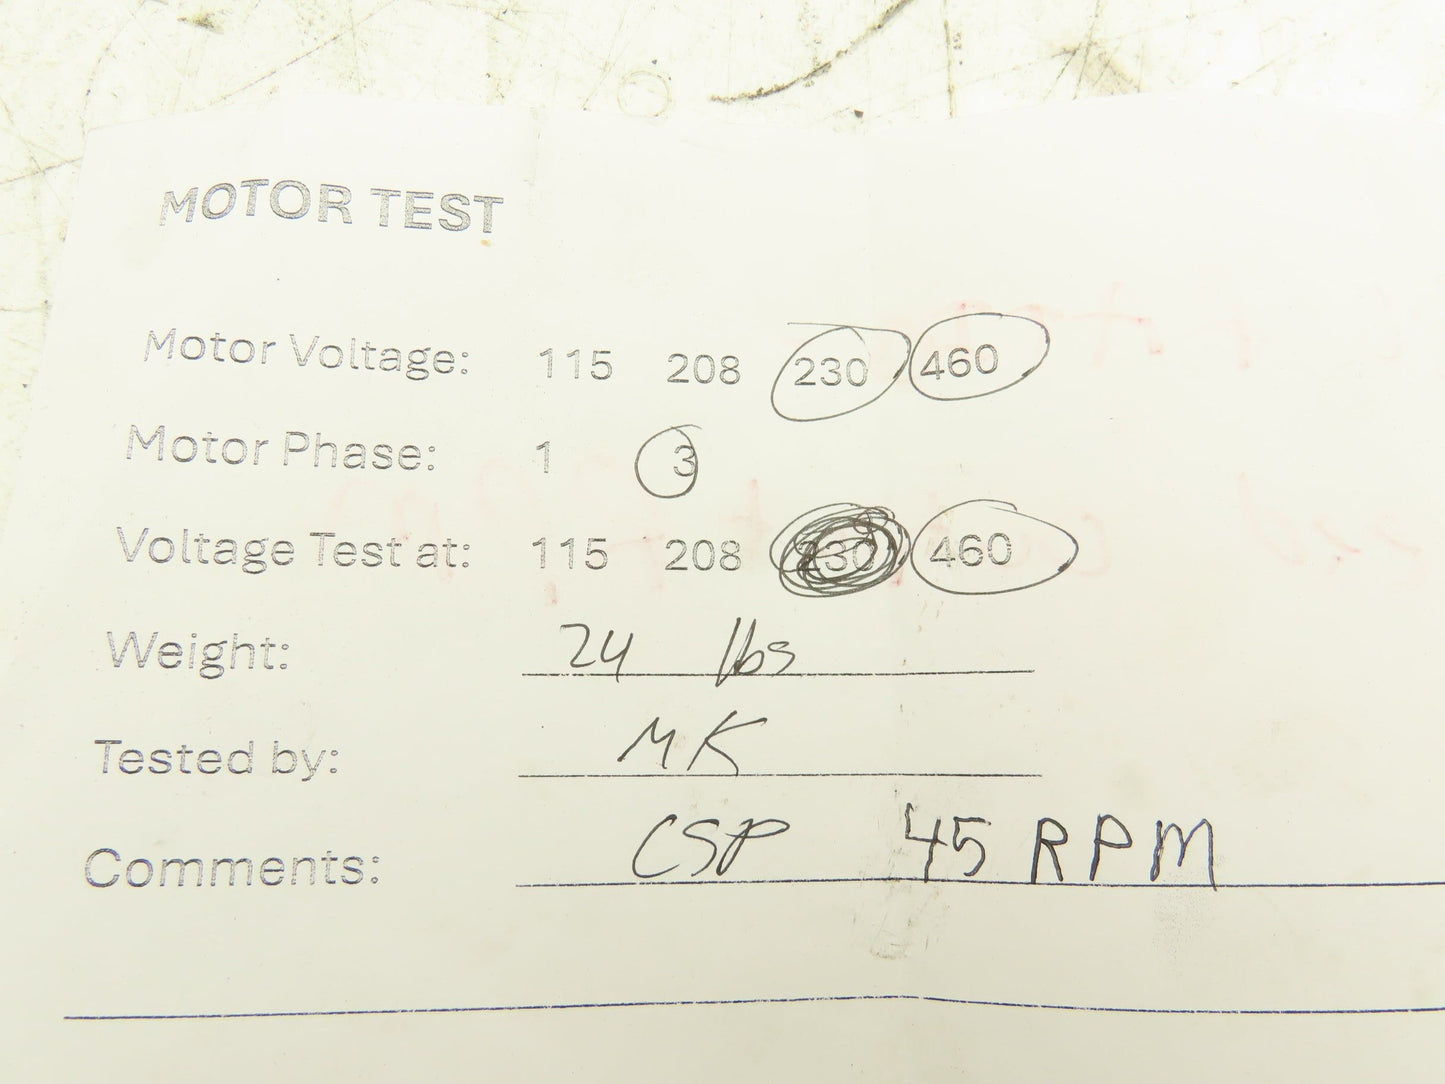 MOTOR TEST
Motor Voltage: 115 208 230 460
Motor Phase: 1 3
Voltage Test at: 115 208 230 460
Weight: 24 lbs
Tested by: MK
Comments: CSP 45 RPM